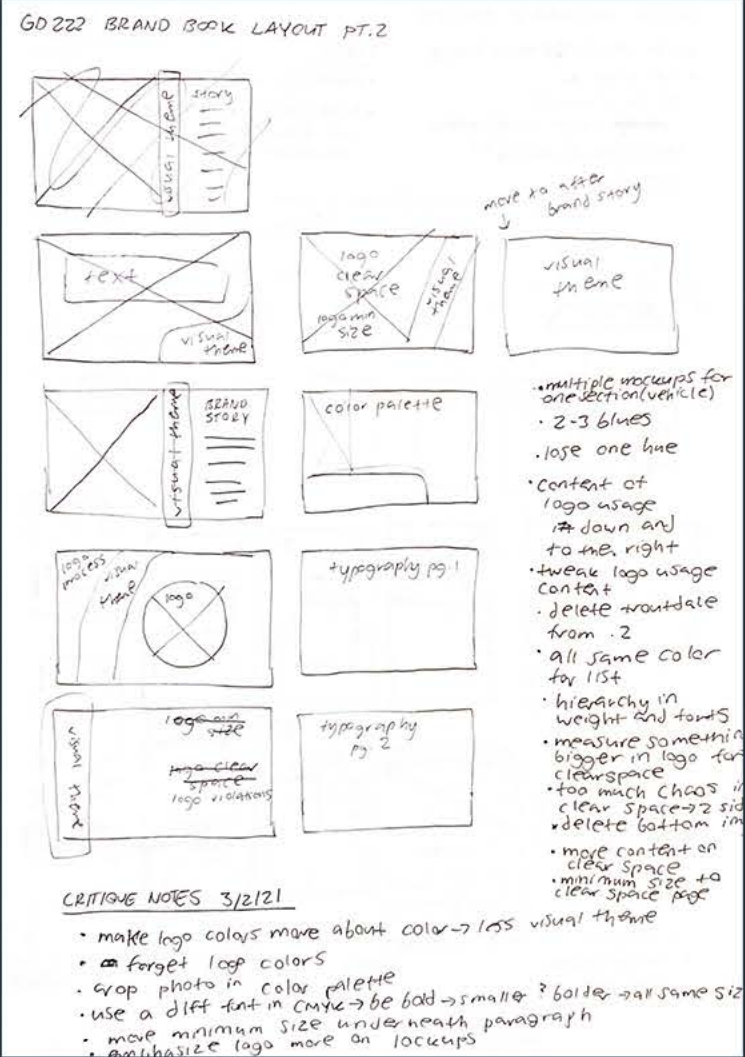 GD222 BRAND BOOK LAYOUT PT.2
visual theme
story
text
visual
theme
logo
clear
space
logo min
size
visual
theme
move to after
brand story
visual
theme
visual theme
BRAND
STORY
color palette
logo
process
visual
theme
logo
typography pg.1
visual theme
logo min
size
logo clear
space
logo violations
typography
pg. 2
• multiple mockups for
one section (vehicle)
• 2-3 blues
• lose one hue
• content of
logo usage
down and
to the right
• tweak logo usage
content
• delete troutdale
from .2
• all same color
for list
• hierarchy in
weight and fonts
• measure somethin
bigger in logo for
clearspace
• too much chaos in
clear space → 2 sid
• delete bottom im
• more content on
clear space
• minimum size to
clear space page
CRITIQUE NOTES 3/2/21
• make logo colors more about color → less visual theme
• forget logo colors
• crop photo in color palette
• use a diff font in CMYK → be bold → smaller ? bolder → all same siz
• move minimum size underneath paragraph
• emphasize logo more on lockups